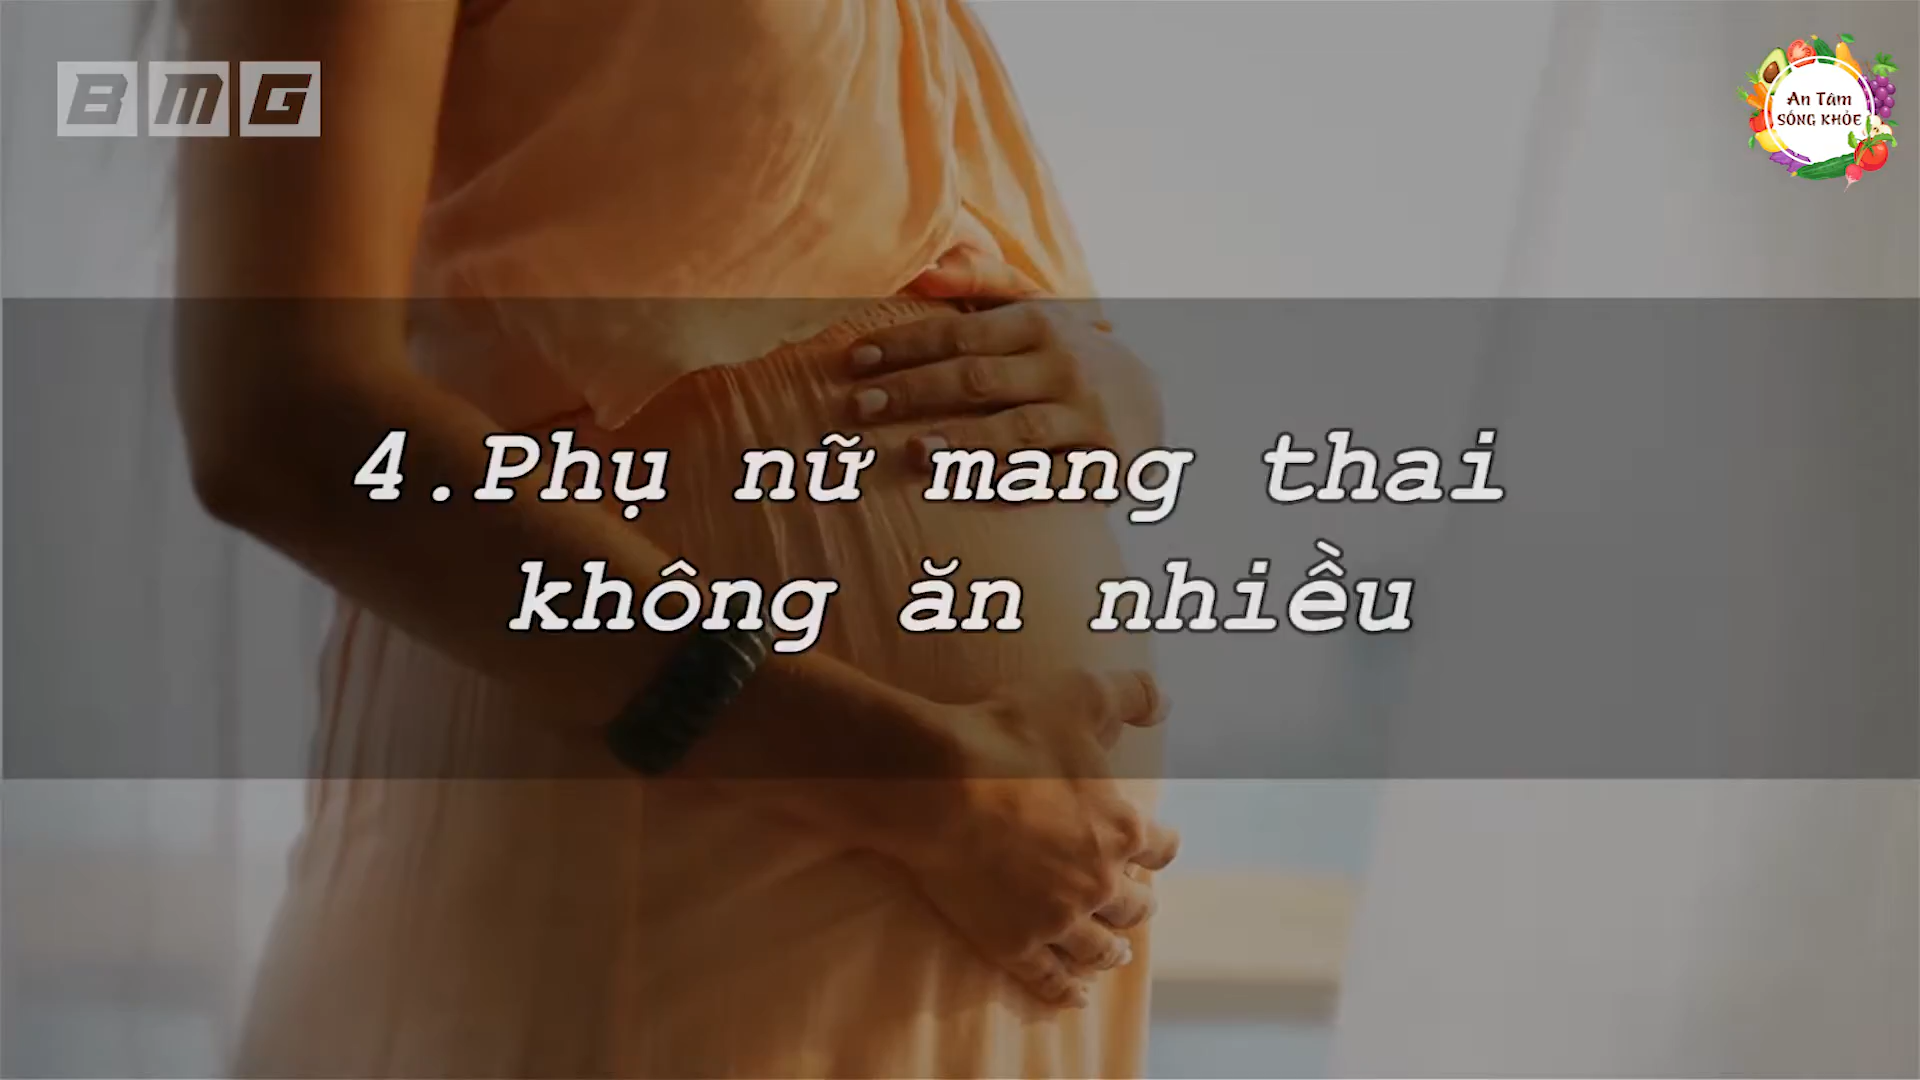 BMG
An Tâm
SỐNG KHỎE
4.Phụ nữ mang thai
không ăn nhiều